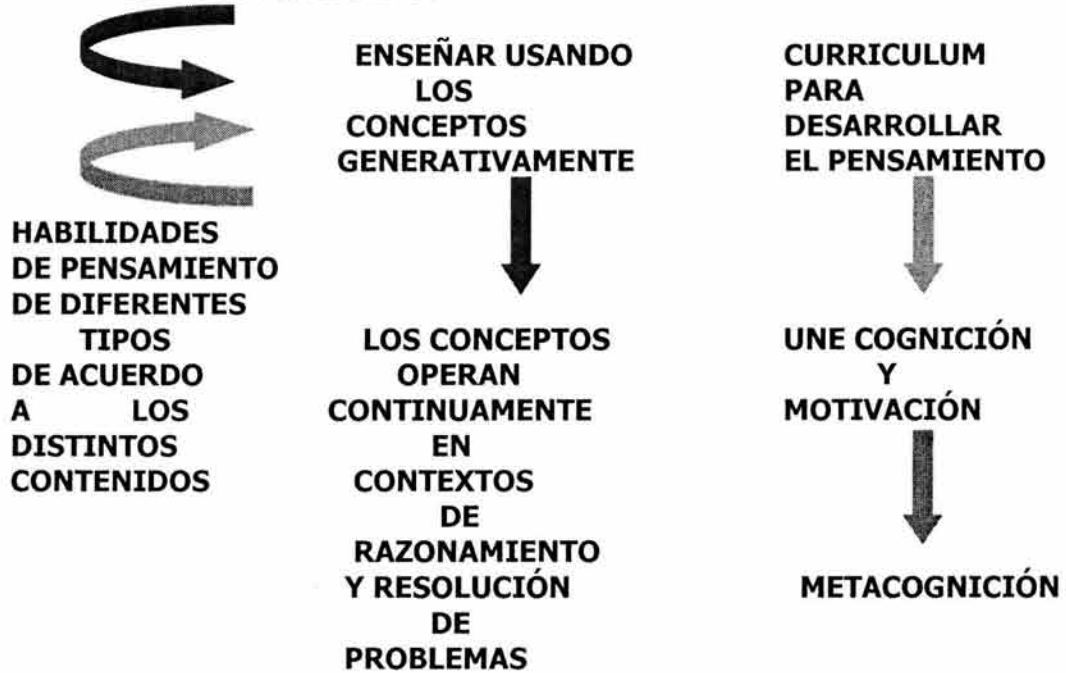 ENSEÑAR USANDO
LOS
CONCEPTOS
GENERATIVAMENTE
CURRICULUM
PARA
DESARROLLAR
EL PENSAMIENTO
HABILIDADES
DE PENSAMIENTO
DE DIFERENTES
TIPOS
DE ACUERDO
A LOS
DISTINTOS
CONTENIDOS
LOS CONCEPTOS
OPERAN
CONTINUAMENTE
EN
CONTEXTOS
DE
RAZONAMIENTO
Y RESOLUCIÓN
DE
PROBLEMAS
UNE COGNICIÓN
Y
MOTIVACIÓN
METACOGNICIÓN